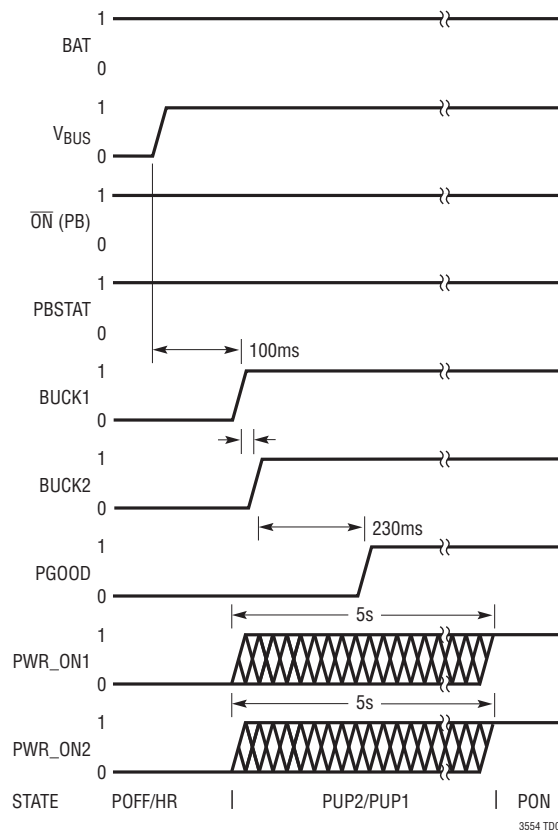 1
BAT
0
1
VBUS
0
1
ON (PB)
0
1
PBSTAT
0
100ms
1
BUCK1
0
1
BUCK2
0
230ms
1
PGOOD
0
5s
1
PWR_ON1
0
5s
1
PWR_ON2
0
STATE POFF/HR PUP2/PUP1 PON